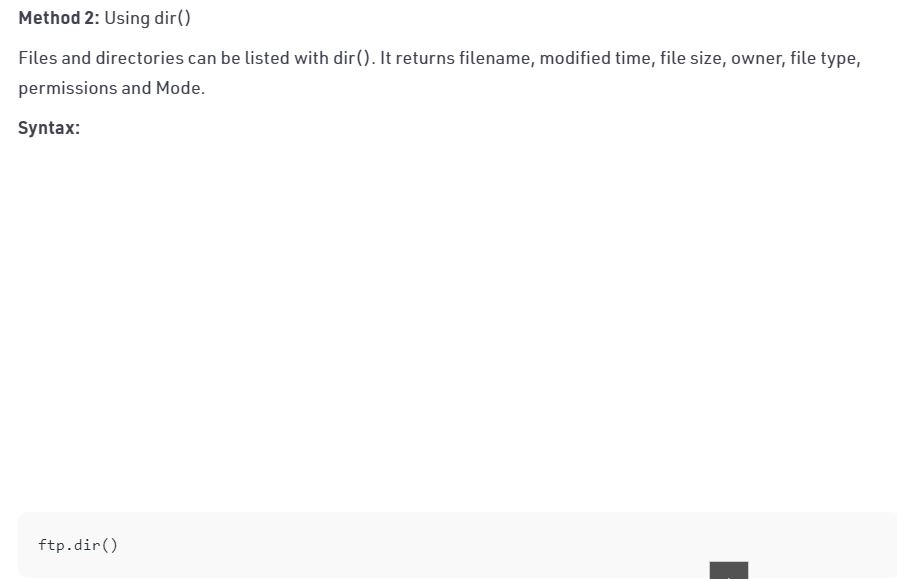 Method 2: Using dir()
Files and directories can be listed with dir(). It returns filename, modified time, file size, owner, file type,
permissions and Mode.
Syntax:
ftp.dir()